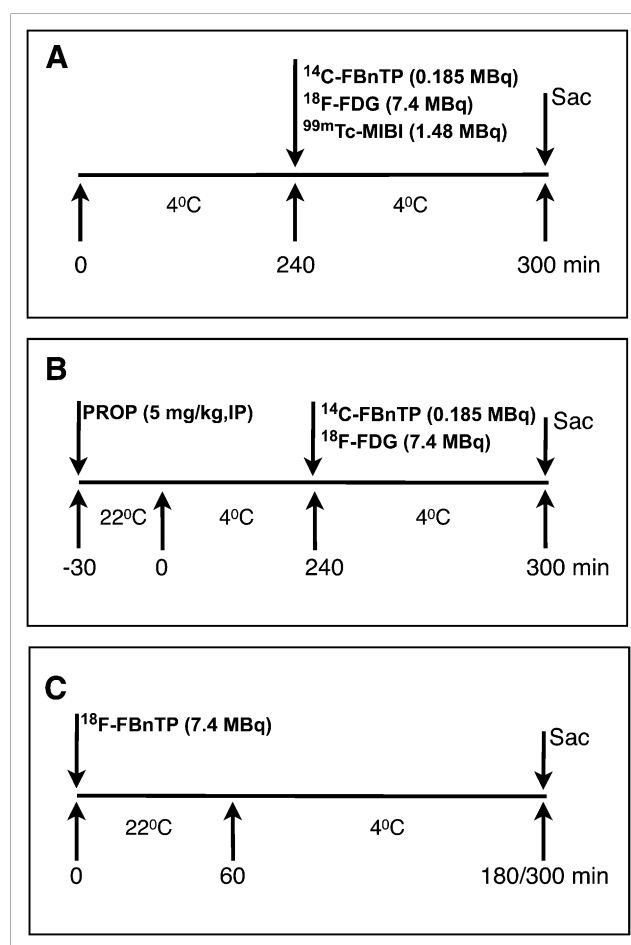 A
¹⁴C-FBnTP (0.185 MBq)
¹⁸F-FDG (7.4 MBq)
⁹⁹ᵐTc-MIBI (1.48 MBq)
Sac
4⁰C 4⁰C
0 240 300 min
B
PROP (5 mg/kg,IP)
¹⁴C-FBnTP (0.185 MBq)
¹⁸F-FDG (7.4 MBq)
Sac
22⁰C 4⁰C 4⁰C
-30 0 240 300 min
C
¹⁸F-FBnTP (7.4 MBq)
Sac
22⁰C 4⁰C
0 60 180/300 min